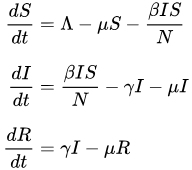 dS/dt = Λ − μS − βIS/N
dI/dt = βIS/N − γI − μI
dR/dt = γI − μR